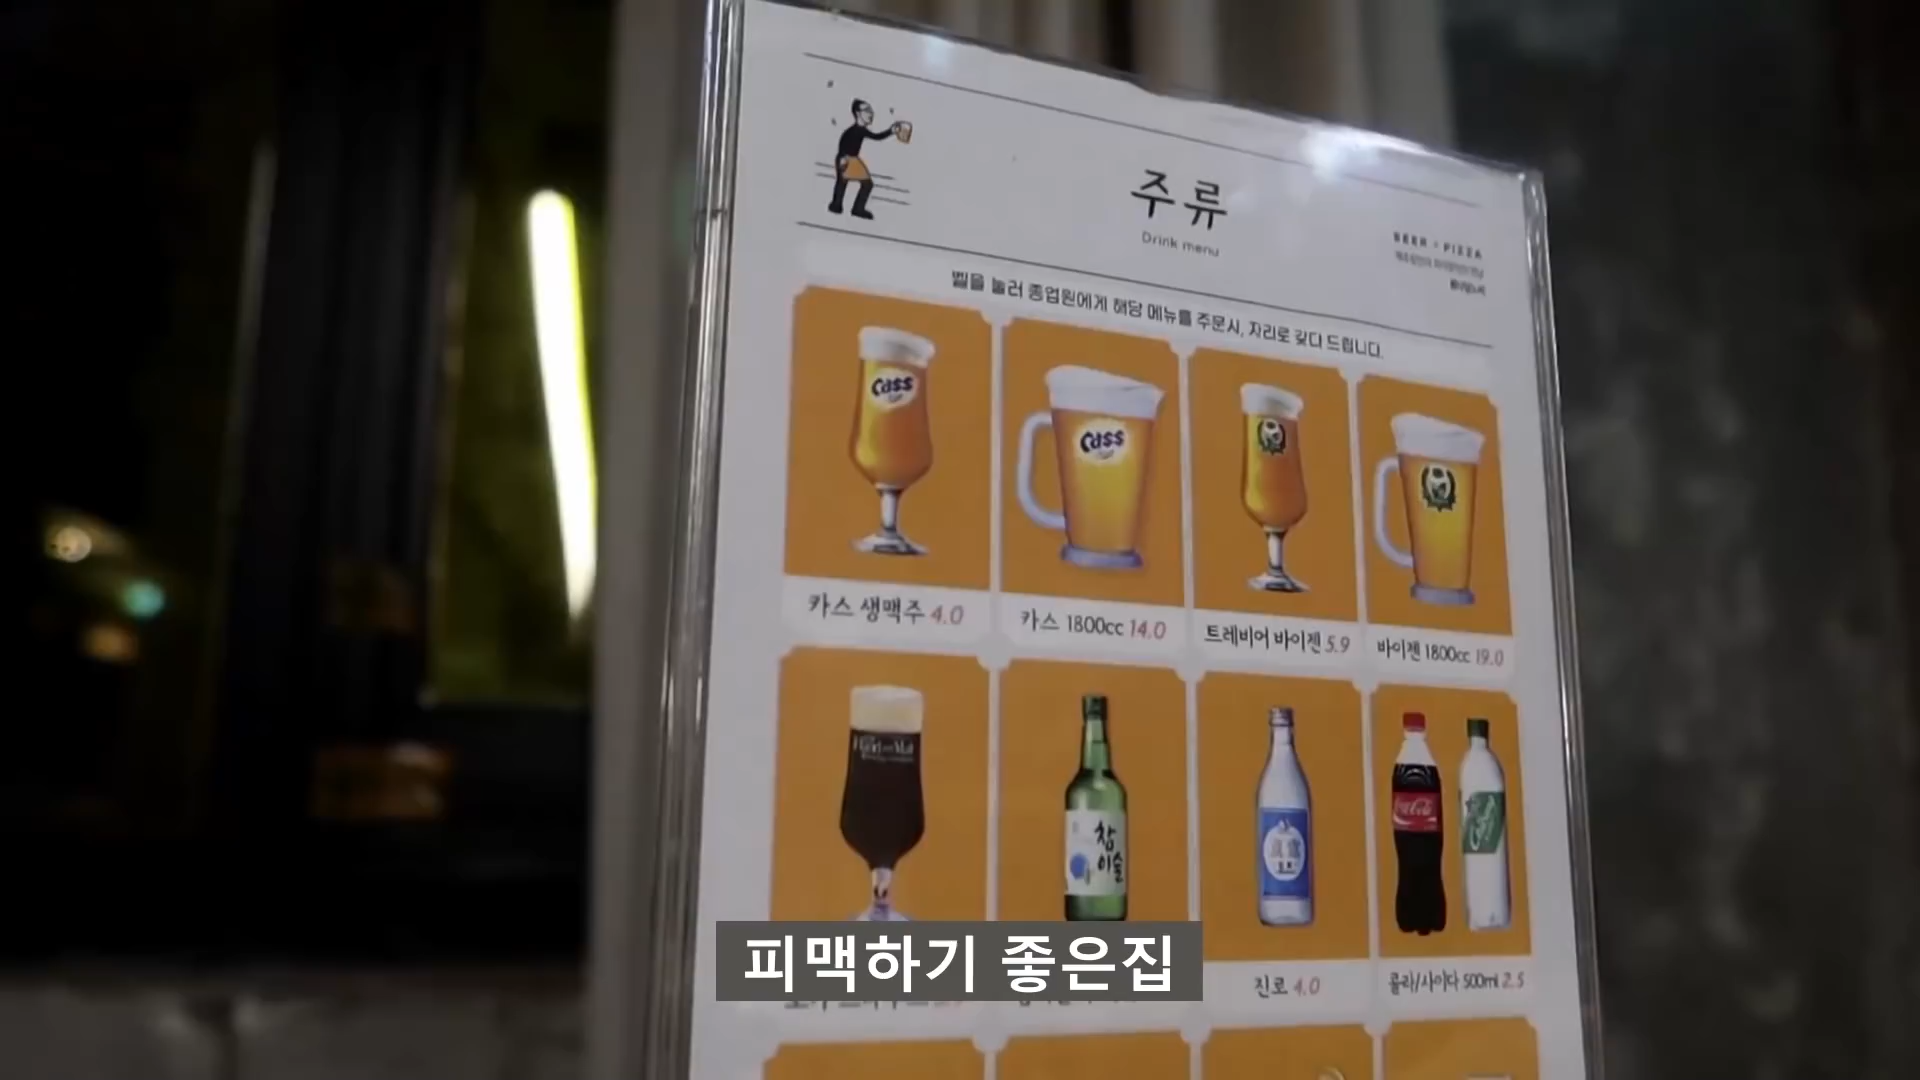 주류
Drink menu
BEER & PIZZA
벨을 눌러 종업원에게 해당 메뉴를 주문시, 자리로 갖다 드립니다.
Cass
Cass
카스 생맥주 4.0
카스 1800cc 14.0
트레비어 바이젠 5.9
바이젠 1800cc 19.0
참이슬
Coca-Cola
진로 4.0
콜라/사이다 500ml 2.5
피맥하기 좋은집